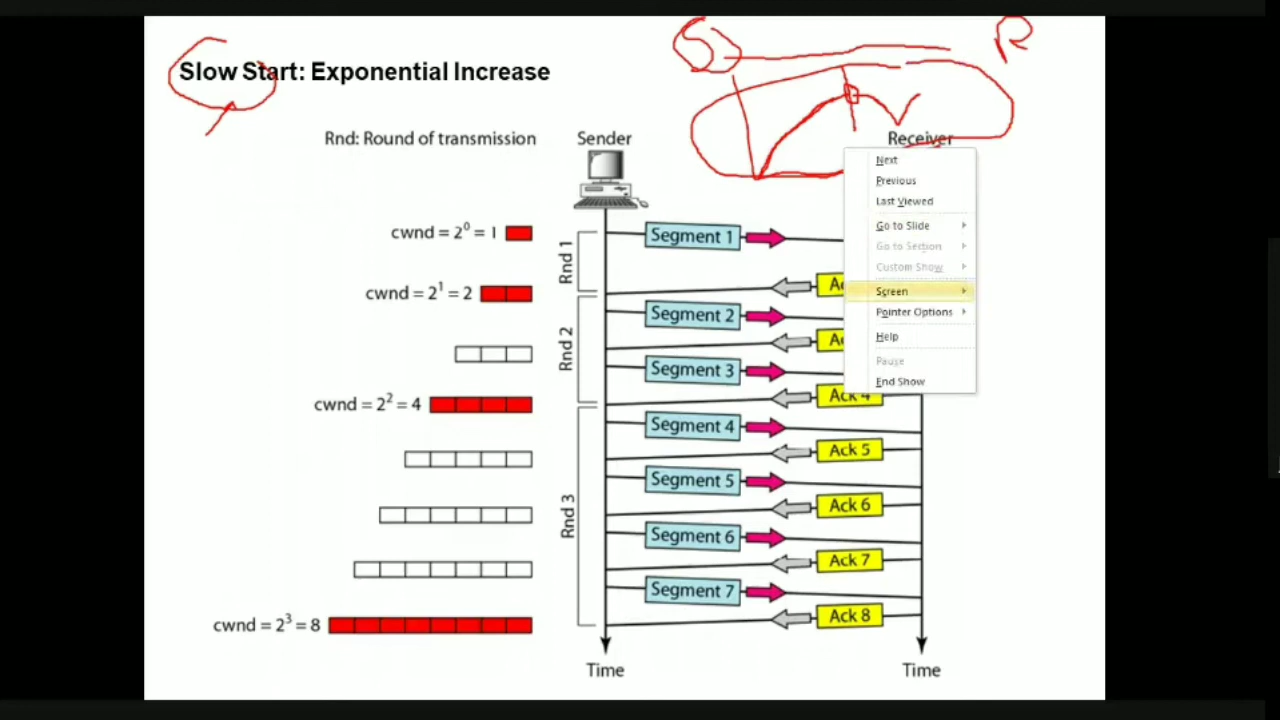 S R
Slow Start: Exponential Increase
Rnd: Round of transmission
Sender
Receiver
Next
Previous
Last Viewed
Go to Slide
Go to Section
Custom Show
Screen
Pointer Options
Help
Pause
End Show
cwnd = 2⁰ = 1
Rnd 1
Segment 1
cwnd = 2¹ = 2
Rnd 2
Segment 2
Segment 3
cwnd = 2² = 4
Ack 4
Rnd 3
Segment 4
Ack 5
Segment 5
Ack 6
Segment 6
Ack 7
Segment 7
cwnd = 2³ = 8
Ack 8
Time
Time